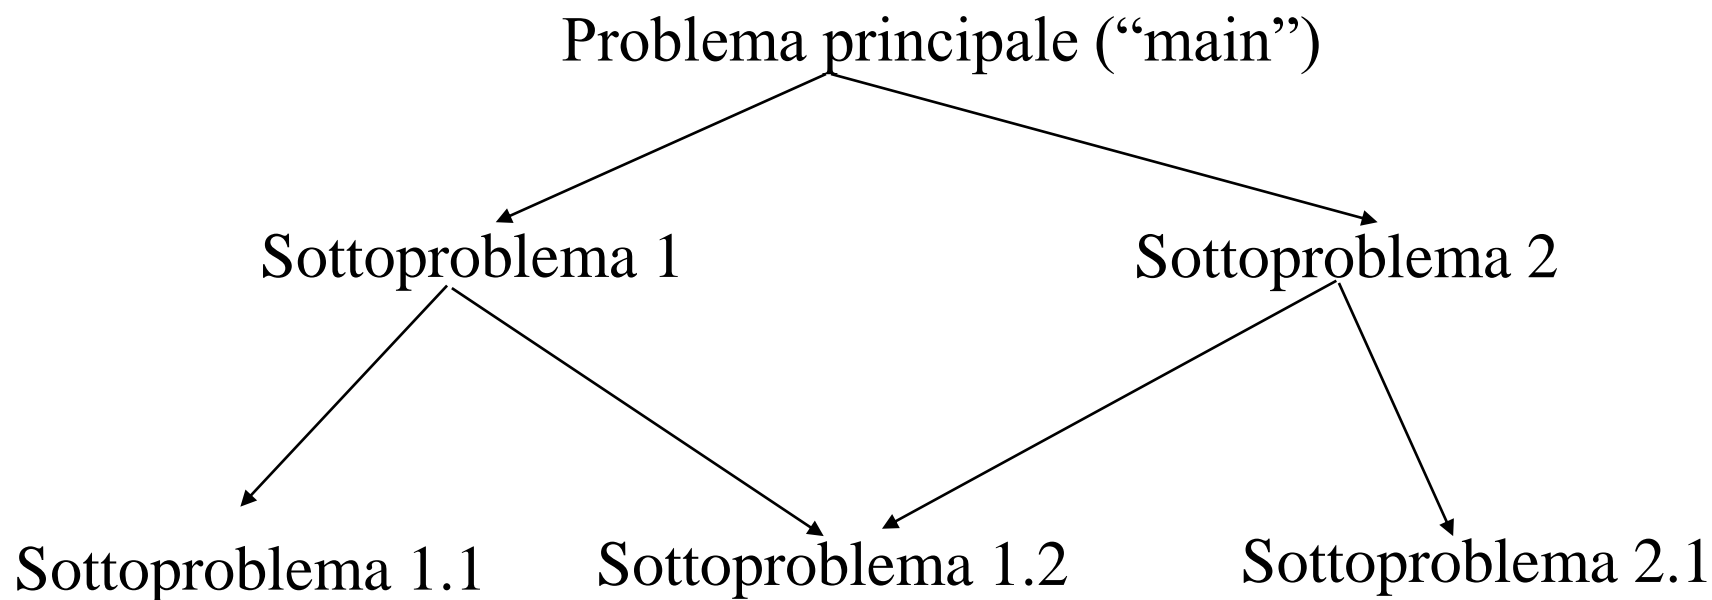 Problema principale (“main”)
Sottoproblema 1
Sottoproblema 2
Sottoproblema 1.1
Sottoproblema 1.2
Sottoproblema 2.1